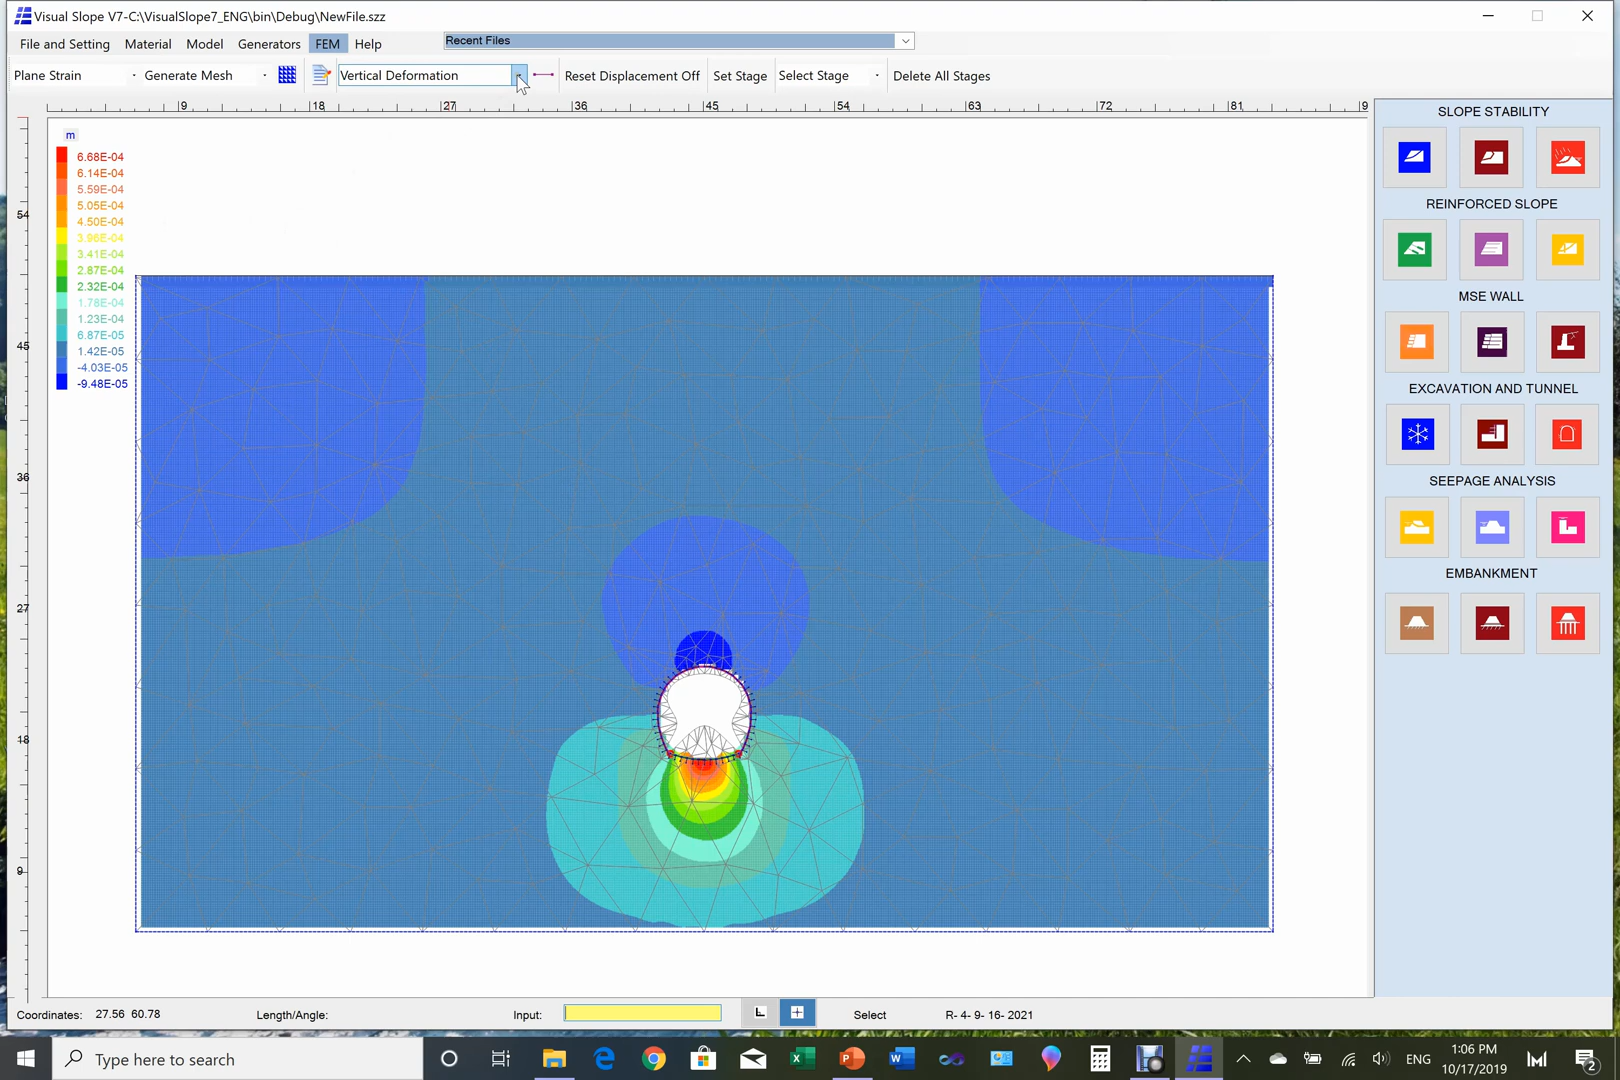 Visual Slope V7-C:\VisualSlope7_ENG\bin\Debug\NewFile.szz
File and Setting Material Model Generators FEM Help Recent Files
Plane Strain Generate Mesh Vertical Deformation Reset Displacement Off Set Stage Select Stage Delete All Stages
9 18 27 36 45 54 63 72 81 9
m
6.68E-04
6.14E-04
5.59E-04
5.05E-04
4.50E-04
3.96E-04
3.41E-04
2.87E-04
2.32E-04
1.78E-04
1.23E-04
6.87E-05
1.42E-05
-4.03E-05
-9.48E-05
54
45
36
27
18
9
SLOPE STABILITY
REINFORCED SLOPE
MSE WALL
EXCAVATION AND TUNNEL
SEEPAGE ANALYSIS
EMBANKMENT
Coordinates: 27.56 60.78 Length/Angle: Input: Select R- 4- 9- 16- 2021
Type here to search
ENG
1:06 PM
10/17/2019
2